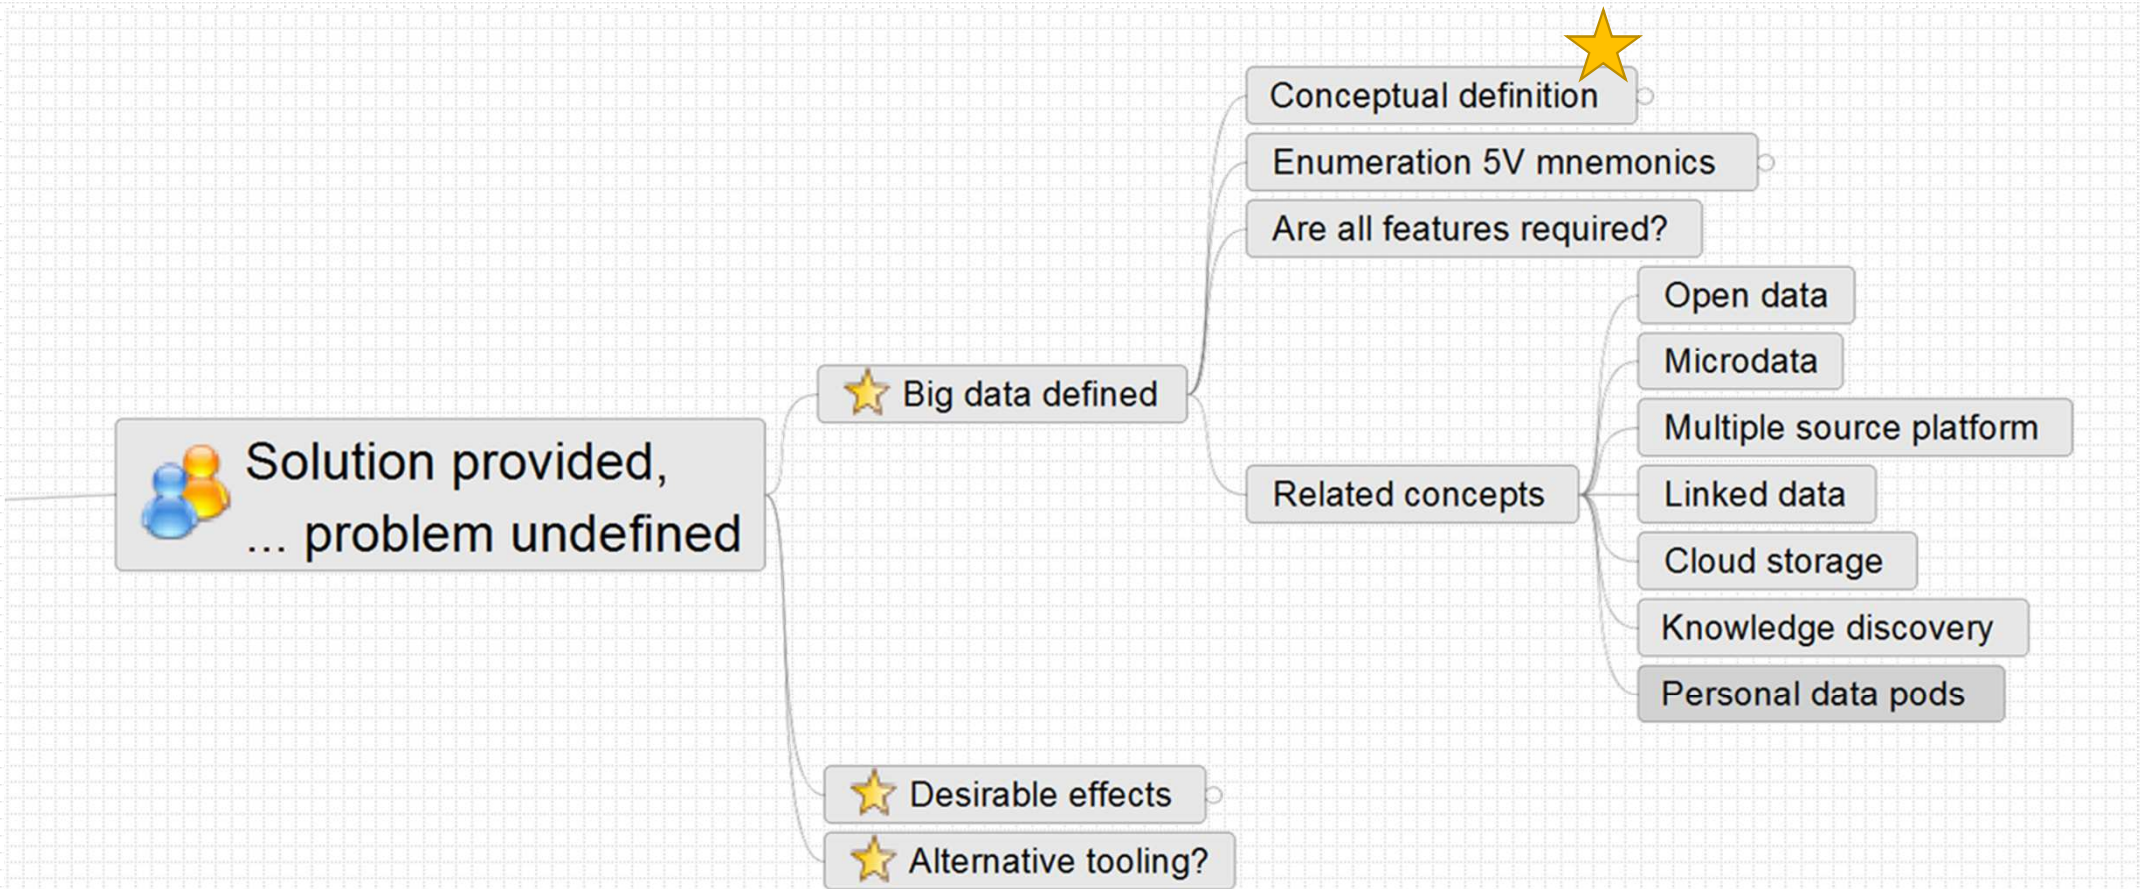 Conceptual definition
Enumeration 5V mnemonics
Are all features required?
Open data
Microdata
Multiple source platform
Big data defined
Solution provided,
... problem undefined
Related concepts
Linked data
Cloud storage
Knowledge discovery
Personal data pods
Desirable effects
Alternative tooling?